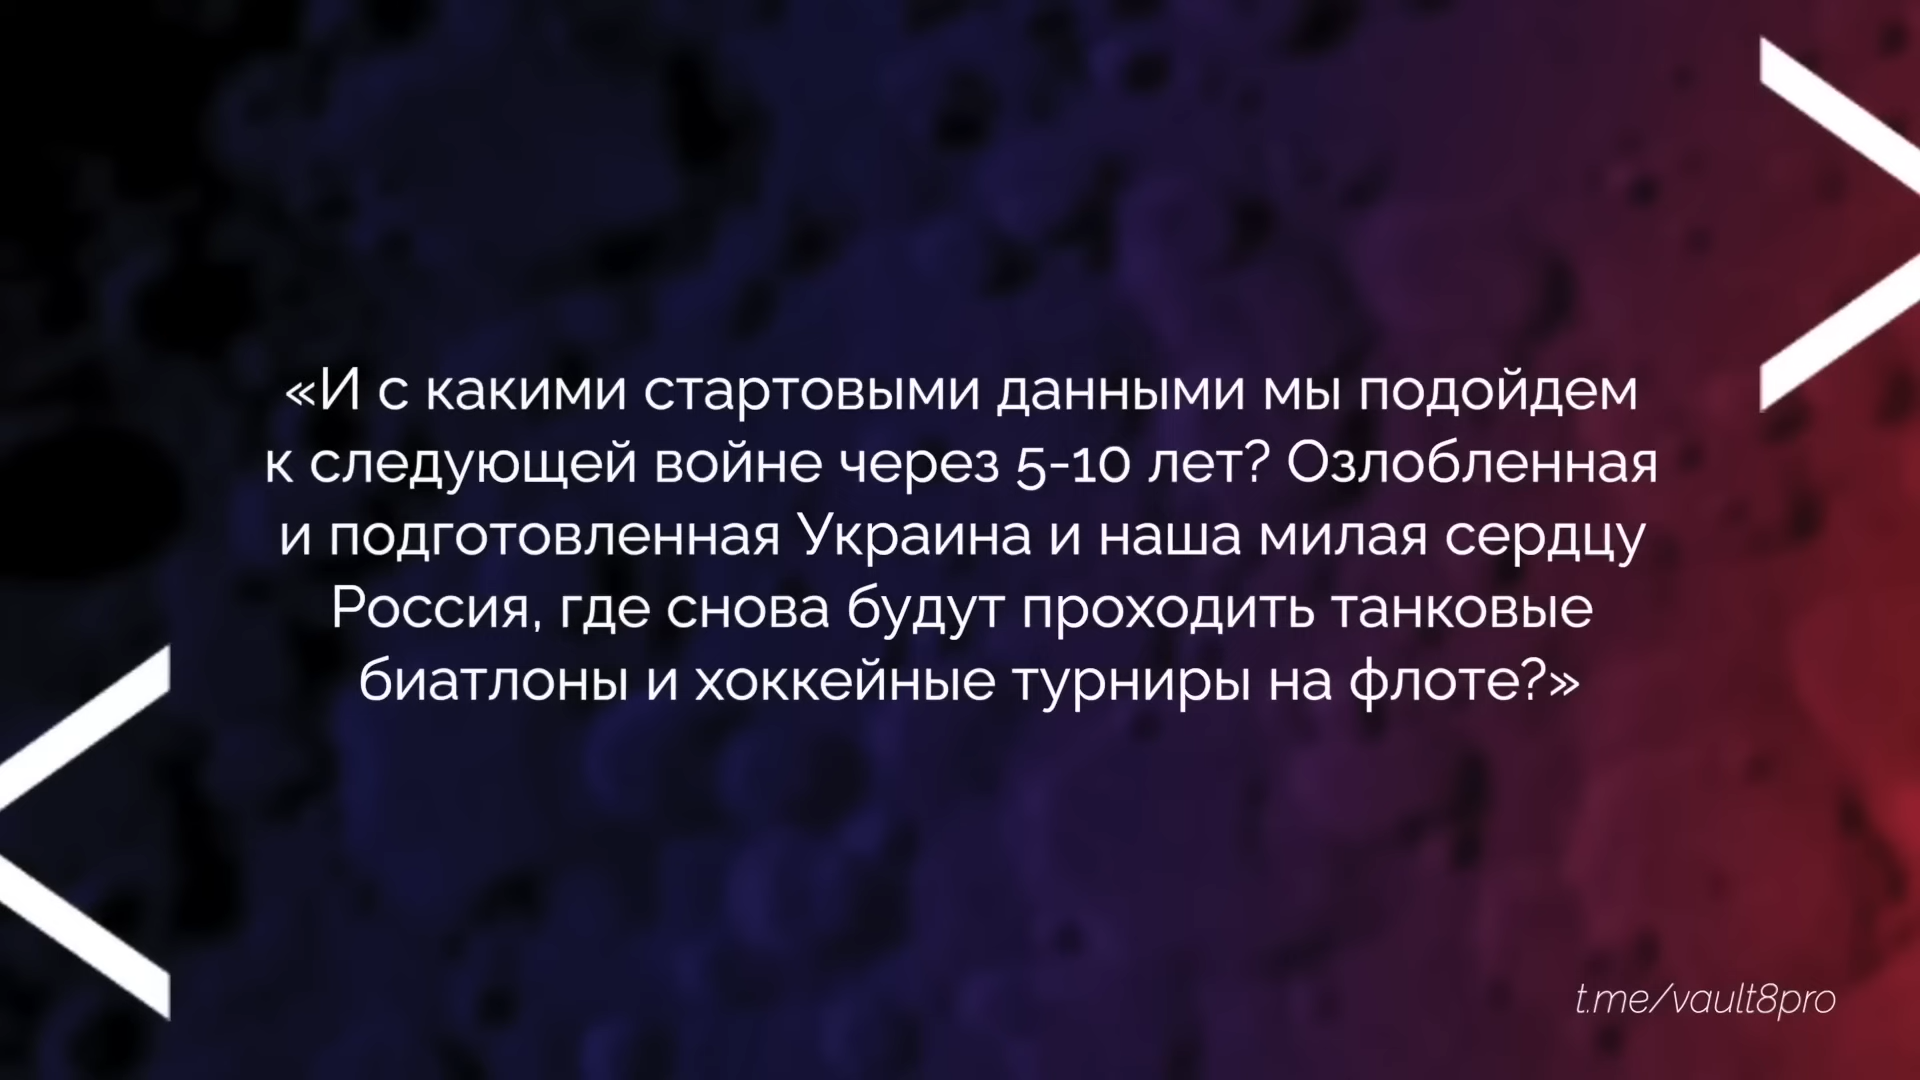 «И с какими стартовыми данными мы подойдем
к следующей войне через 5-10 лет? Озлобленная
и подготовленная Украина и наша милая сердцу
Россия, где снова будут проходить танковые
биатлоны и хоккейные турниры на флоте?»
t.me/vault8pro